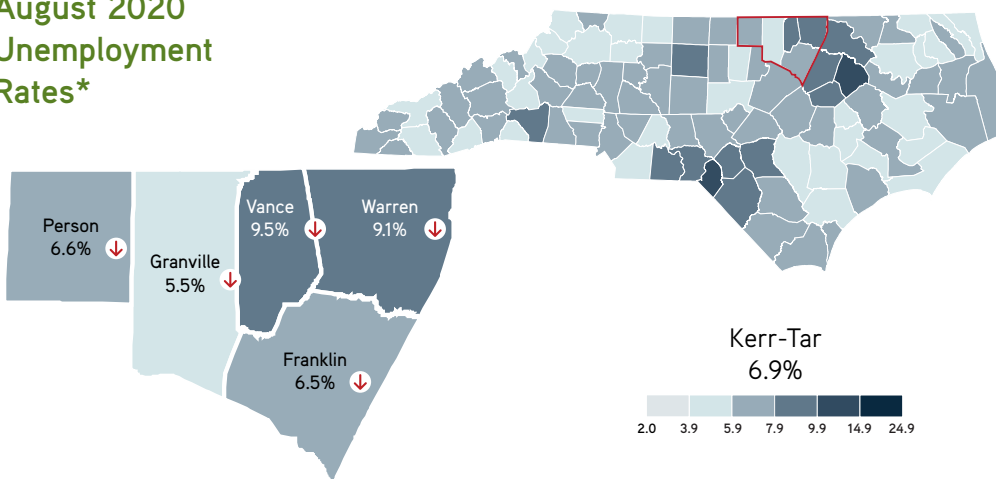 August 2020
Unemployment
Rates*
Person
6.6%
Granville
5.5%
Vance
9.5%
Warren
9.1%
Franklin
6.5%
Kerr-Tar
6.9%
2.0 3.9 5.9 7.9 9.9 14.9 24.9